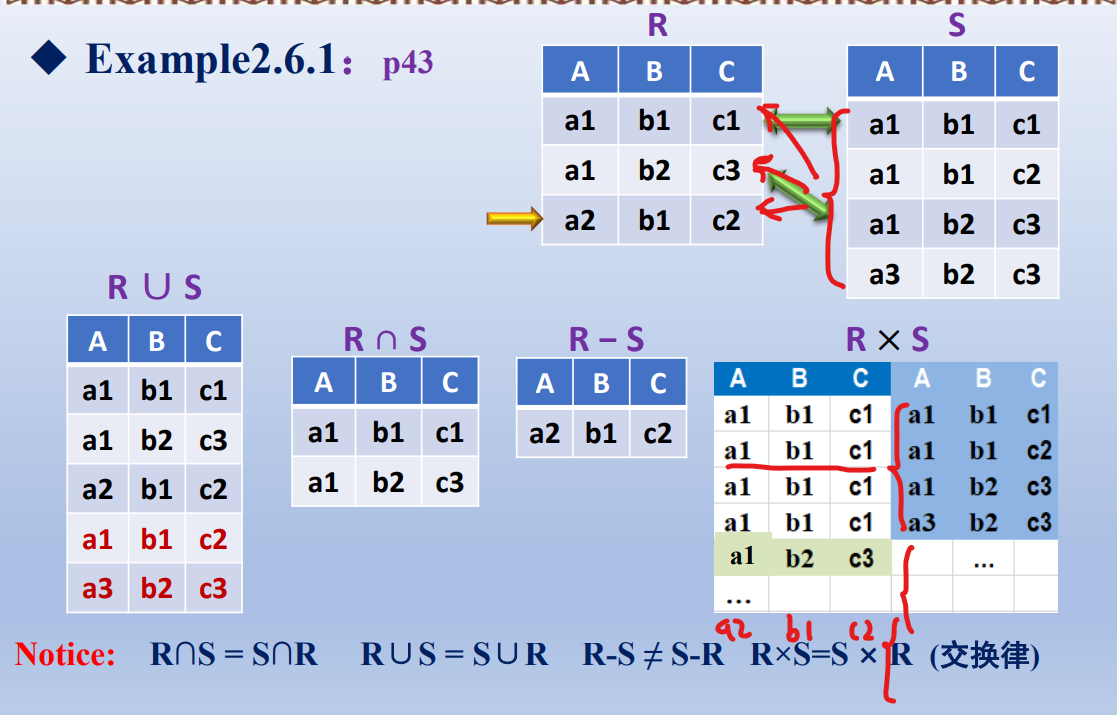 ◆ Example2.6.1： p43
R
A B C
a1 b1 c1
a1 b2 c3
a2 b1 c2
S
A B C
a1 b1 c1
a1 b1 c2
a1 b2 c3
a3 b2 c3
R ∪ S
A B C
a1 b1 c1
a1 b2 c3
a2 b1 c2
a1 b1 c2
a3 b2 c3
R ∩ S
A B C
a1 b1 c1
a1 b2 c3
R – S
A B C
a2 b1 c2
R × S
A B C A B C
a1 b1 c1 a1 b1 c1
a1 b1 c1 a1 b1 c2
a1 b1 c1 a1 b2 c3
a1 b1 c1 a3 b2 c3
a1 b2 c3 ...
...
a2 b1 c2
Notice: R∩S = S∩R R∪S = S∪R R-S ≠ S-R R×S=S × R (交换律)